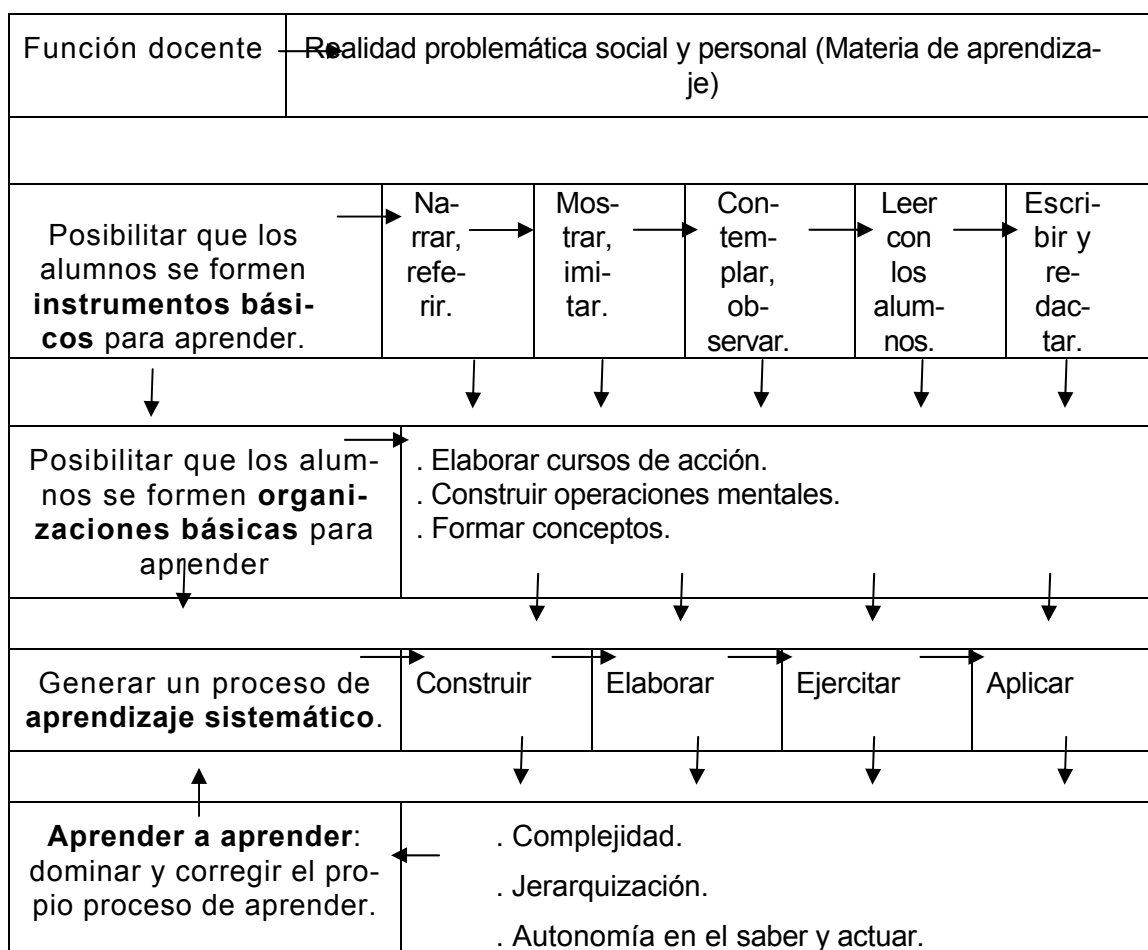 Función docente
Realidad problemática social y personal (Materia de aprendiza-
je)
Posibilitar que los
alumnos se formen
instrumentos bási-
cos para aprender.
Na-
rrar,
refe-
rir.
Mos-
trar,
imi-
tar.
Con-
tem-
plar,
ob-
servar.
Leer
con
los
alum-
nos.
Escri-
bir y
re-
dac-
tar.
Posibilitar que los alum-
nos se formen organi-
zaciones básicas para
aprender
. Elaborar cursos de acción.
. Construir operaciones mentales.
. Formar conceptos.
Generar un proceso de
aprendizaje sistemático.
Construir
Elaborar
Ejercitar
Aplicar
Aprender a aprender:
dominar y corregir el pro-
pio proceso de aprender.
. Complejidad.
. Jerarquización.
. Autonomía en el saber y actuar.